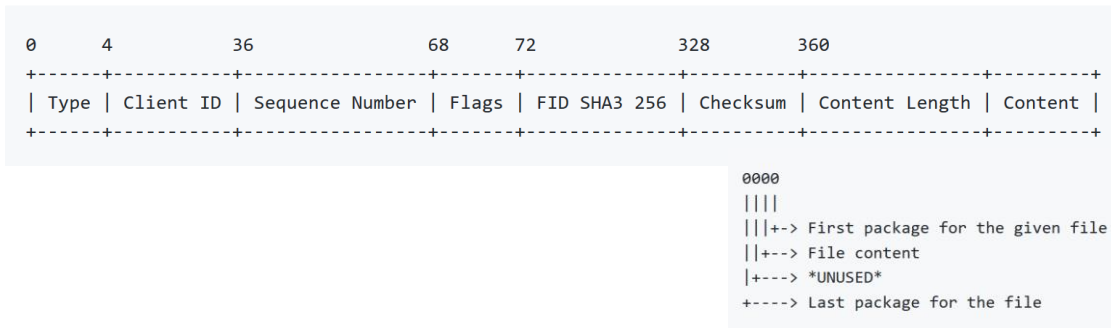 0      4           36                 68      72              328        360
+------+-----------+-----------------+-------+--------------+----------+----------------+---------+
| Type | Client ID | Sequence Number | Flags | FID SHA3 256 | Checksum | Content Length | Content |
+------+-----------+-----------------+-------+--------------+----------+----------------+---------+
0000
||||
|||+-> First package for the given file
||+--> File content
|+---> *UNUSED*
+----> Last package for the file